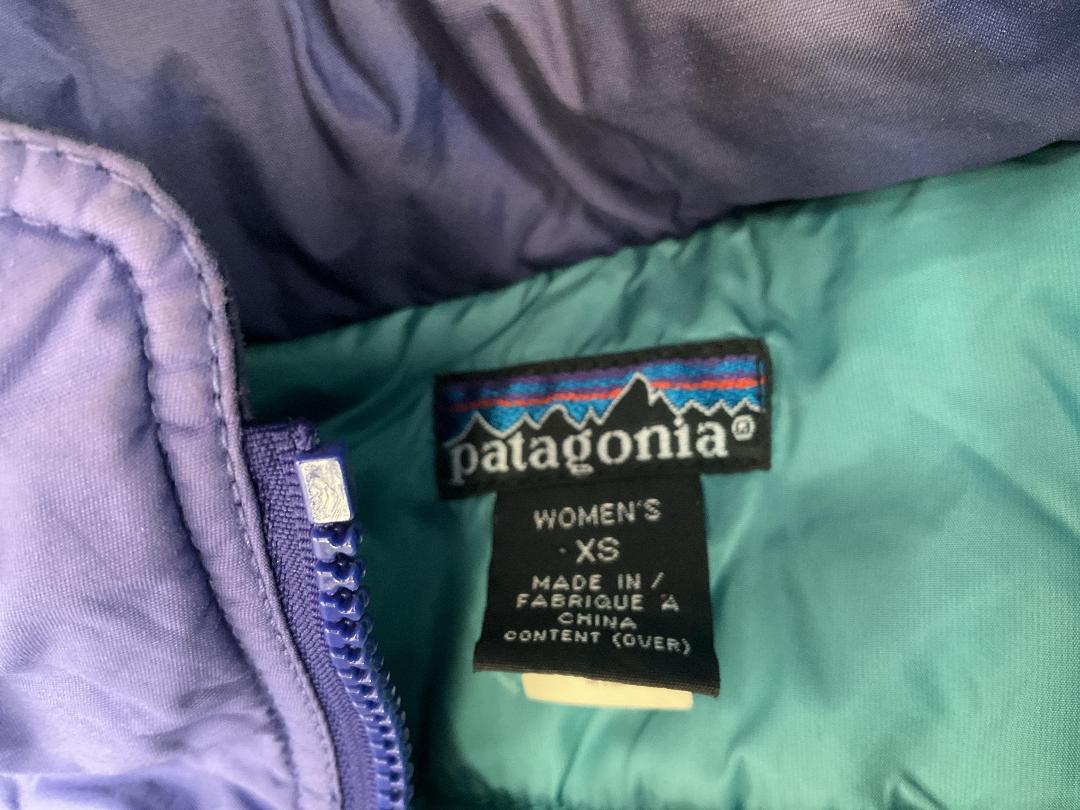 patagonia®
WOMEN'S
XS
MADE IN /
FABRIQUE A
CHINA
CONTENT (OVER)